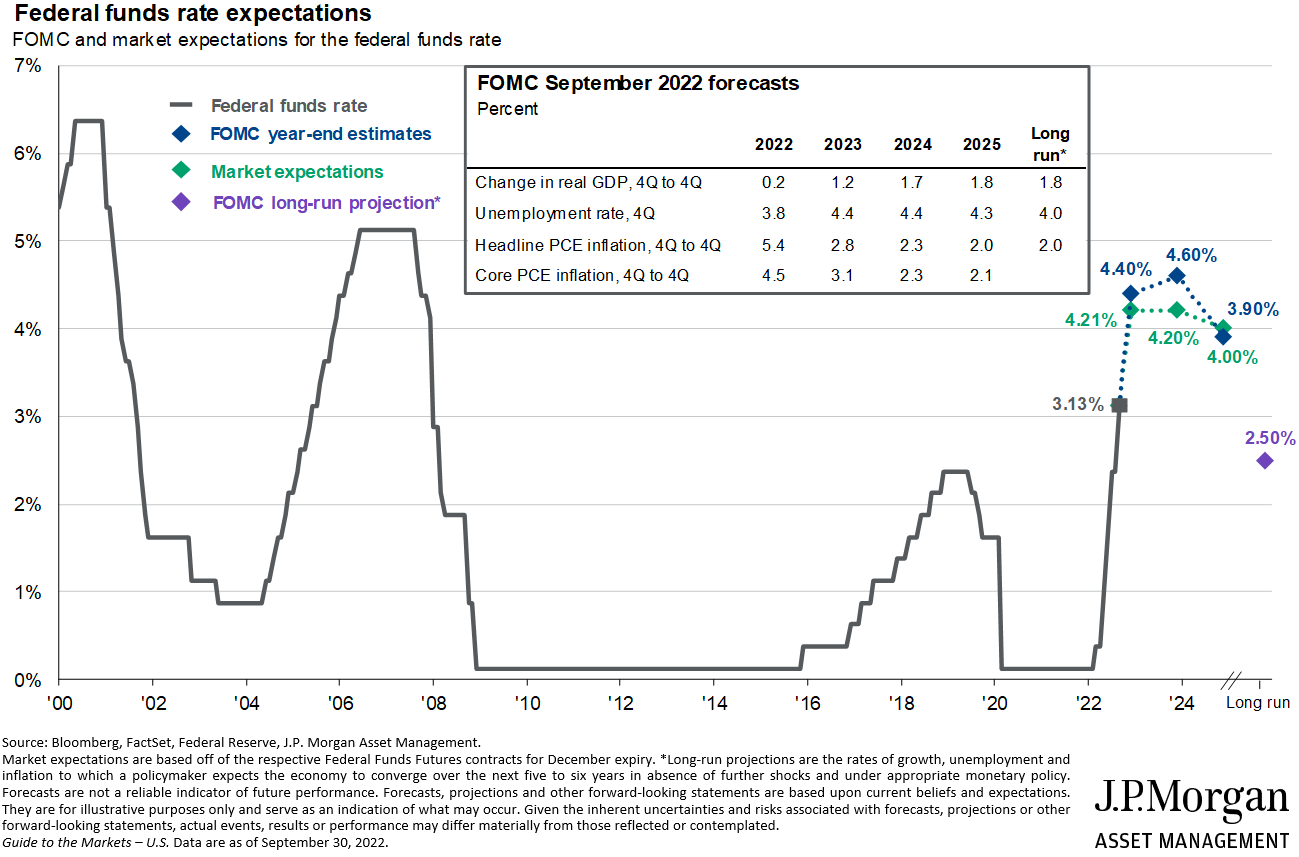 Federal funds rate expectations
FOMC and market expectations for the federal funds rate
7%
6%
5%
4%
3%
2%
1%
0%
Federal funds rate
FOMC year-end estimates
Market expectations
FOMC long-run projection*
FOMC September 2022 forecasts
Percent
2022 2023 2024 2025 Long run*
Change in real GDP, 4Q to 4Q 0.2 1.2 1.7 1.8 1.8
Unemployment rate, 4Q 3.8 4.4 4.4 4.3 4.0
Headline PCE inflation, 4Q to 4Q 5.4 2.8 2.3 2.0 2.0
Core PCE inflation, 4Q to 4Q 4.5 3.1 2.3 2.1
4.40%
4.60%
3.90%
4.21%
4.20%
4.00%
3.13%
2.50%
'00 '02 '04 '06 '08 '10 '12 '14 '16 '18 '20 '22 '24 Long run
Source: Bloomberg, FactSet, Federal Reserve, J.P. Morgan Asset Management.
Market expectations are based off of the respective Federal Funds Futures contracts for December expiry. *Long-run projections are the rates of growth, unemployment and
inflation to which a policymaker expects the economy to converge over the next five to six years in absence of further shocks and under appropriate monetary policy.
Forecasts are not a reliable indicator of future performance. Forecasts, projections and other forward-looking statements are based upon current beliefs and expectations.
They are for illustrative purposes only and serve as an indication of what may occur. Given the inherent uncertainties and risks associated with forecasts, projections or other
forward-looking statements, actual events, results or performance may differ materially from those reflected or contemplated.
Guide to the Markets – U.S. Data are as of September 30, 2022.
J.P.Morgan
ASSET MANAGEMENT